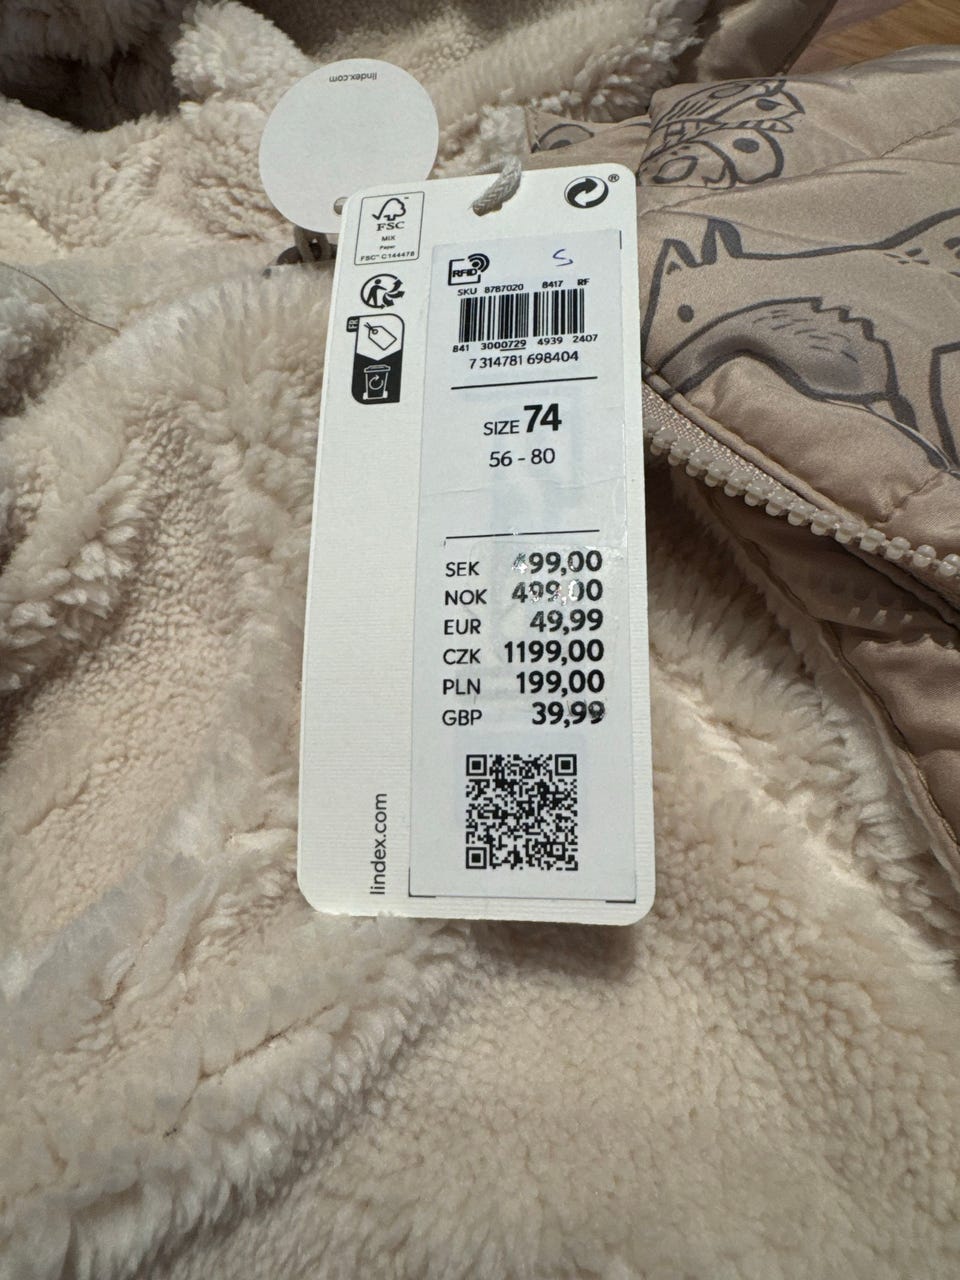 lindex.com
FSC™
MIX
Paper
FSC™ C144476
®
FR
RFID
S
SKU 8787020 8417 RF
841 3000729 4939 2407
7 314781 698404
SIZE 74
56 - 80
SEK 499,00
NOK 499,00
EUR 49,99
CZK 1199,00
PLN 199,00
GBP 39,99
lindex.com